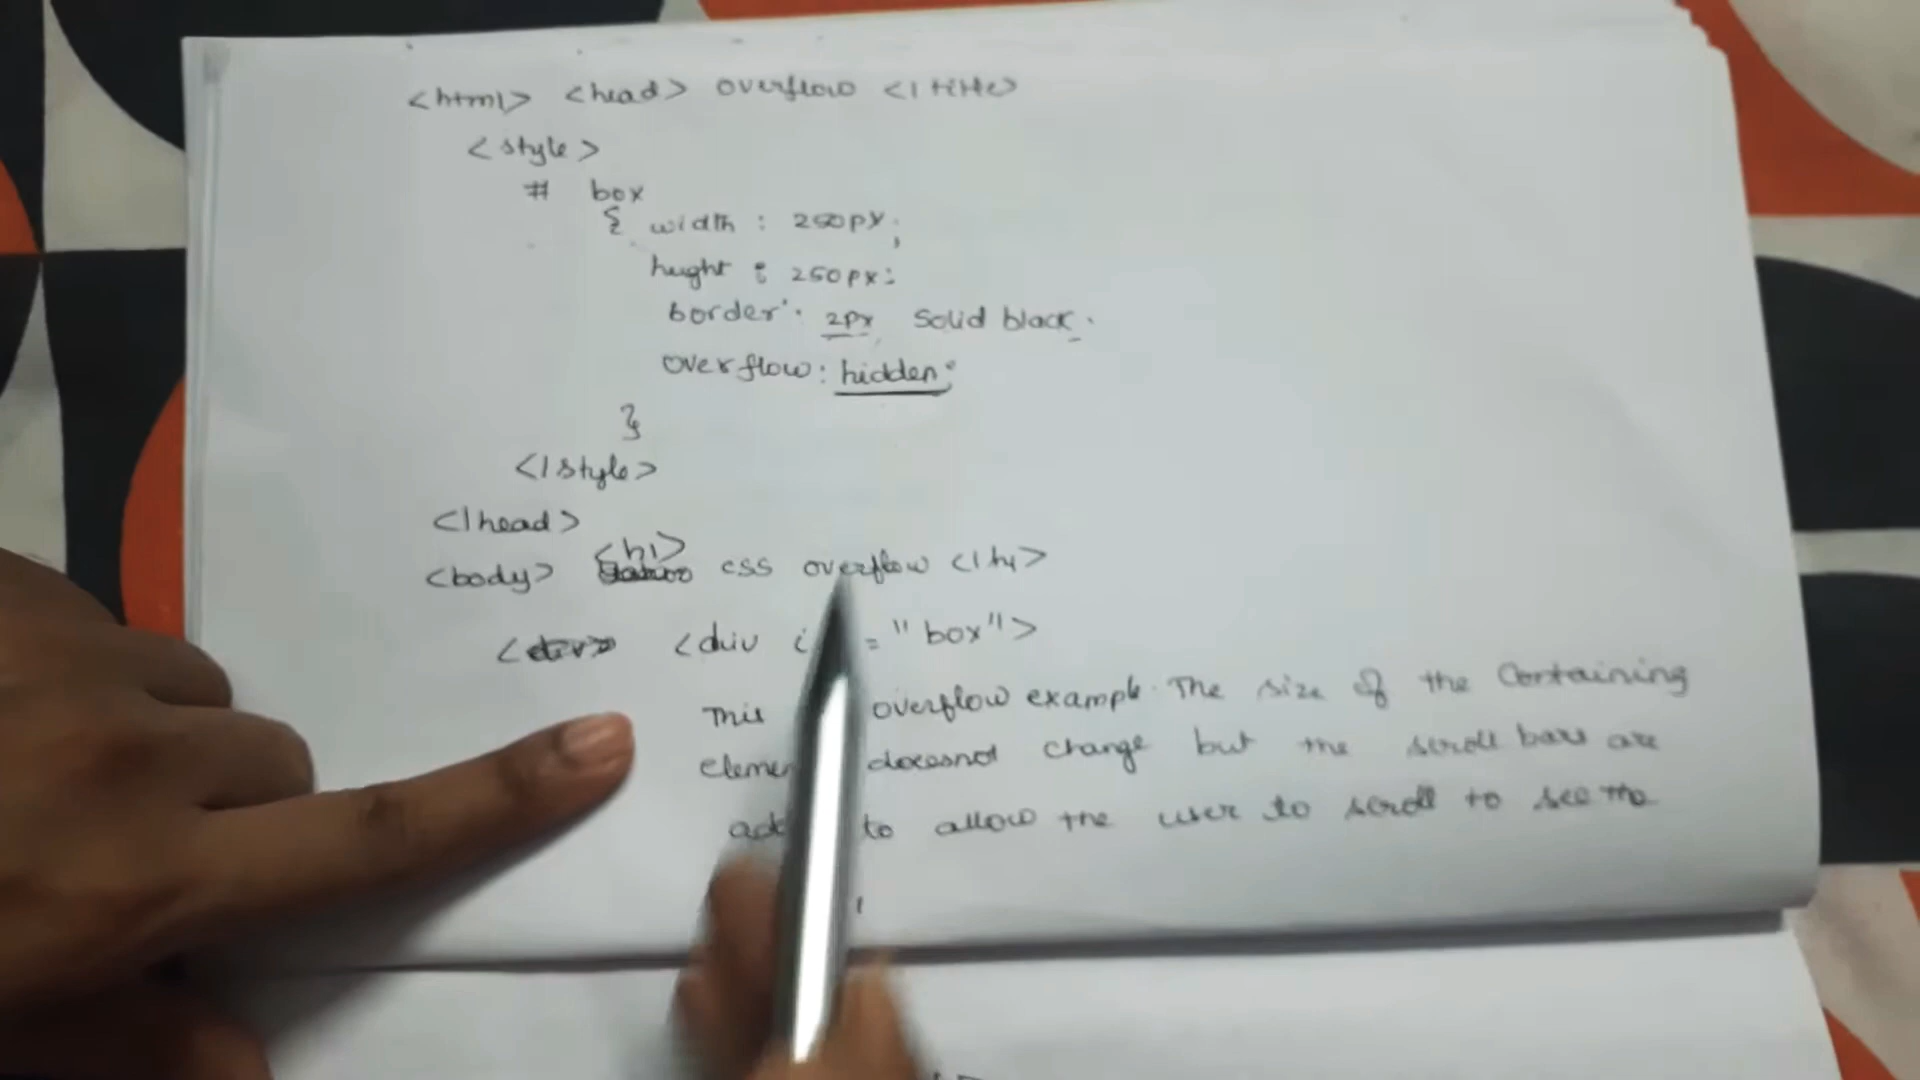 <html> <head> overflow </title>
<style>
# box
{ width : 250px;
height : 250px;
border: 2px solid black.
overflow: hidden;
}
</style>
</head>
<h1>
<body> css overflow </h1>
<div = "box">
This overflow example. The size of the Containing
doesnot change but the scroll bars are
to allow the user to scroll to see the